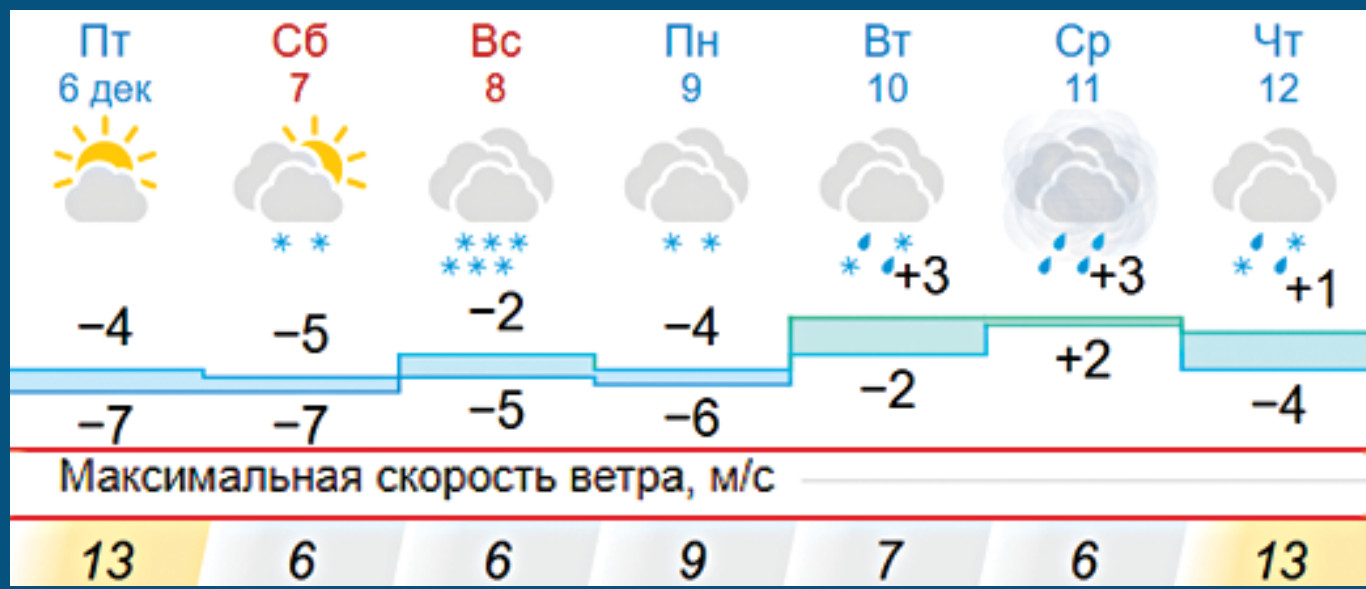 Пт Сб Вс Пн Вт Ср Чт
6 дек 7 8 9 10 11 12
+3 +3 +1
−4 −5 −2 −4
−7 −7 −5 −6 −2 +2 −4
Максимальная скорость ветра, м/с
13 6 6 9 7 6 13